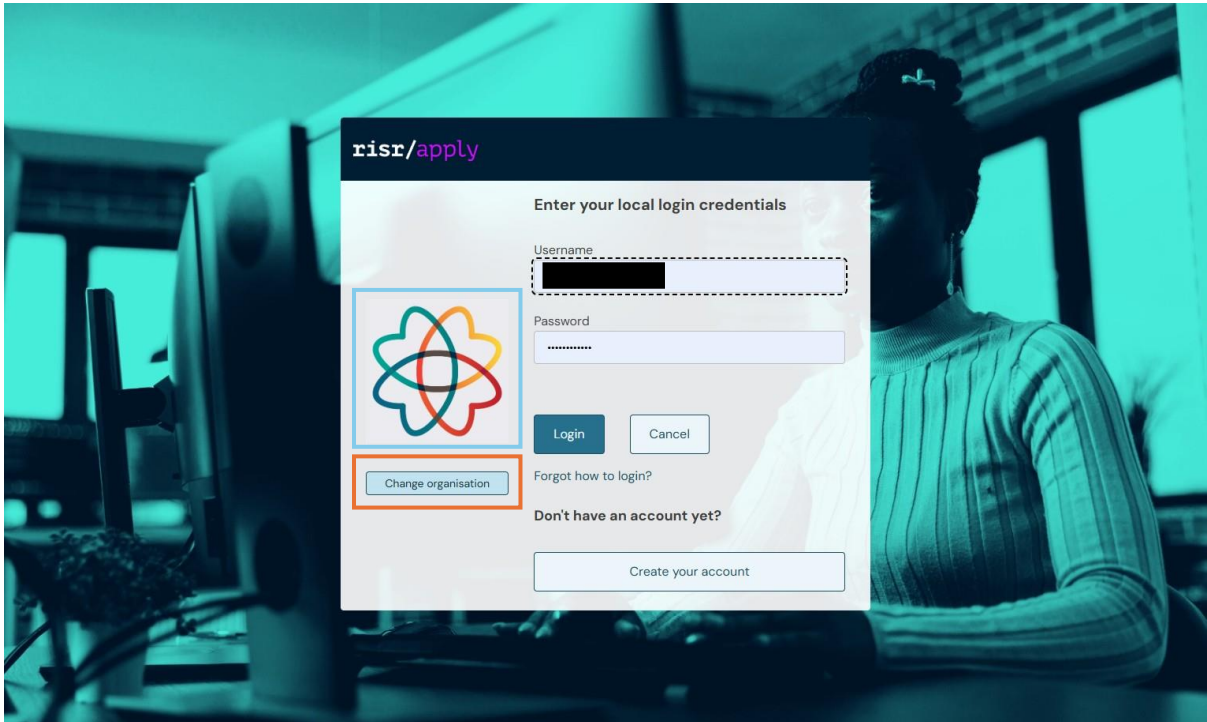 risr/apply
Enter your local login credentials
Username
Password
Login
Cancel
Change organisation
Forgot how to login?
Don't have an account yet?
Create your account